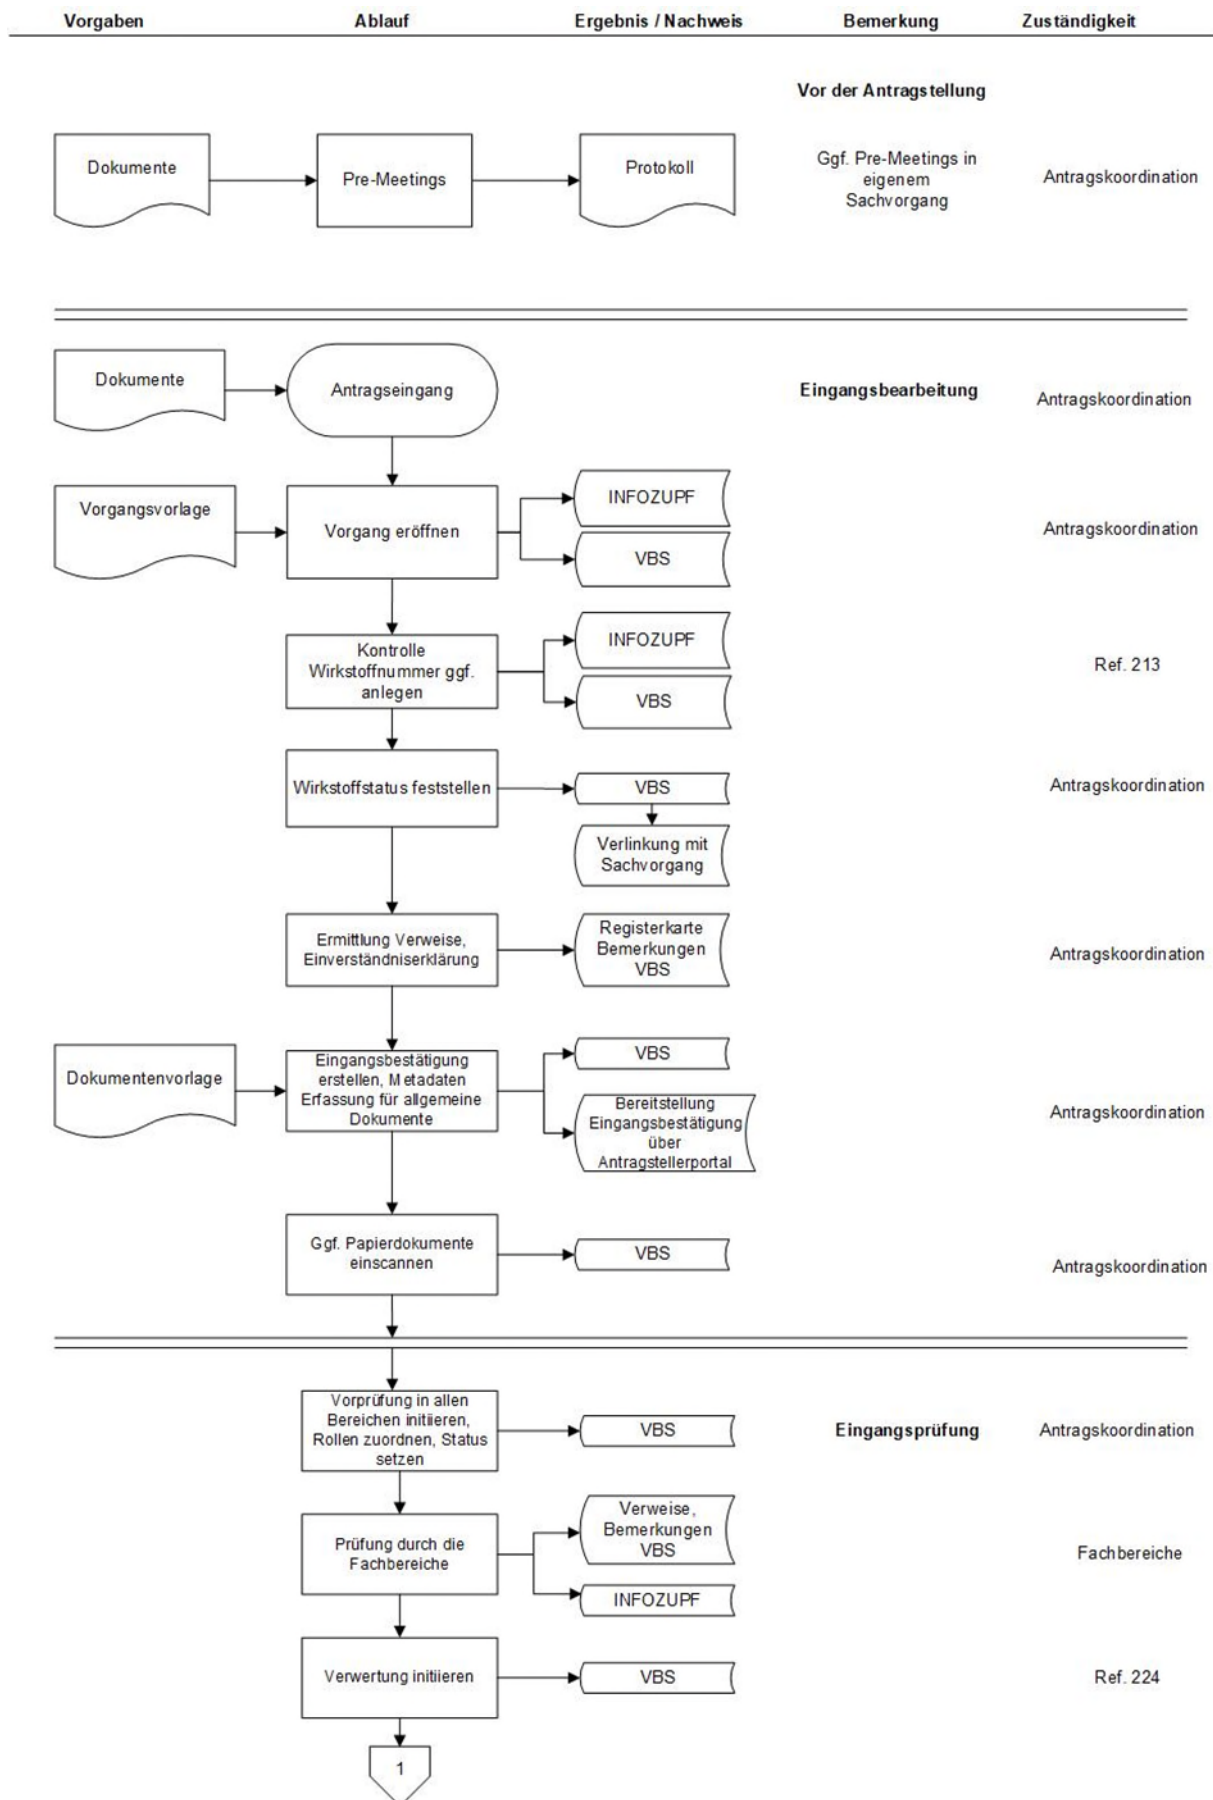 Vorgaben
Ablauf
Ergebnis / Nachweis
Bemerkung
Zuständigkeit
Vor der Antragstellung
Dokumente
Pre-Meetings
Protokoll
Ggf. Pre-Meetings in
eigenem
Sachvorgang
Antragskoordination
Dokumente
Antragseingang
Eingangsbearbeitung
Antragskoordination
Vorgangsvorlage
Vorgang eröffnen
INFOZUPF
VBS
Antragskoordination
Kontrolle
Wirkstoffnummer ggf.
anlegen
INFOZUPF
VBS
Ref. 213
Wirkstoffstatus feststellen
VBS
Verlinkung mit
Sachvorgang
Antragskoordination
Ermittlung Verweise,
Einverständniserklärung
Registerkarte
Bemerkungen
VBS
Antragskoordination
Dokumentenvorlage
Eingangsbestätigung
erstellen, Metadaten
Erfassung für allgemeine
Dokumente
VBS
Bereitstellung
Eingangsbestätigung
über
Antragstellerportal
Antragskoordination
Ggf. Papierdokumente
einscannen
VBS
Antragskoordination
Vorprüfung in allen
Bereichen initiieren,
Rollen zuordnen, Status
setzen
VBS
Eingangsprüfung
Antragskoordination
Prüfung durch die
Fachbereiche
Verweise,
Bemerkungen
VBS
INFOZUPF
Fachbereiche
Verwertung initiieren
VBS
Ref. 224
1